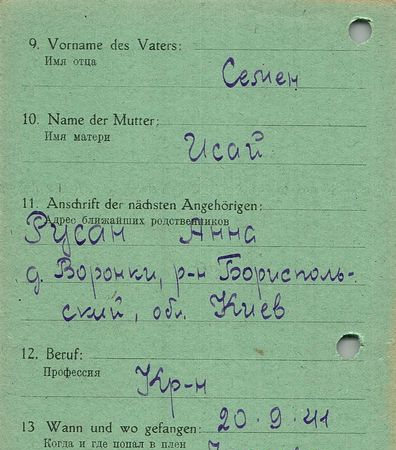 9. Vorname des Vaters:
Имя отца
Семен
10. Name der Mutter:
Имя матери
Исай
11. Anschrift der nächsten Angehörigen:
Адрес ближайших родственников
Русан Анна
д. Воронки, р-н Борисполь-
ский, обл. Киев
12. Beruf:
Профессия
Кр-н
13 Wann und wo gefangen: 20.9.41
Когда и где попал в плен